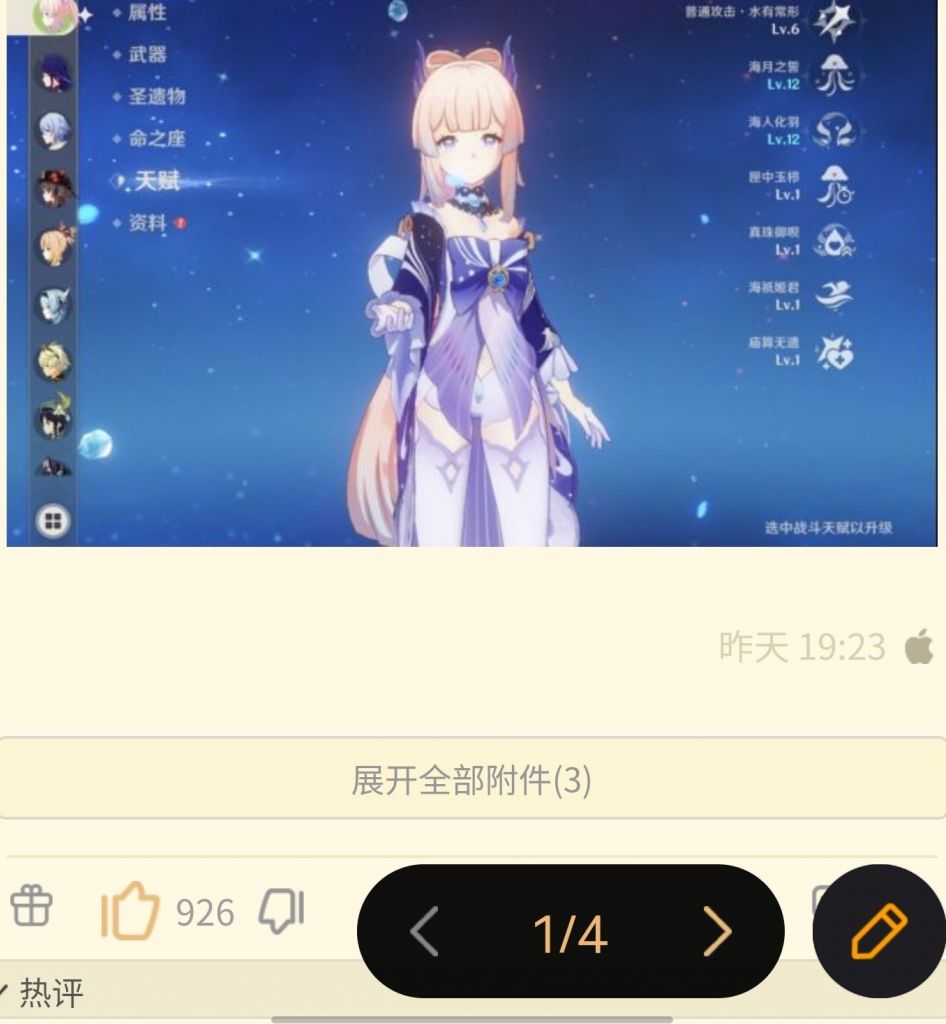 属性
武器
圣遗物
命之座
天赋
资料
普通攻击·水有常形
Lv.6
海月之誓
Lv.12
海人化羽
Lv.12
匣中玉栉
Lv.1
真珠御呗
Lv.1
海祇姬君
Lv.1
庙算无遗
Lv.1
选中战斗天赋以升级
昨天 19:23
展开全部附件(3)
926
1/4
热评